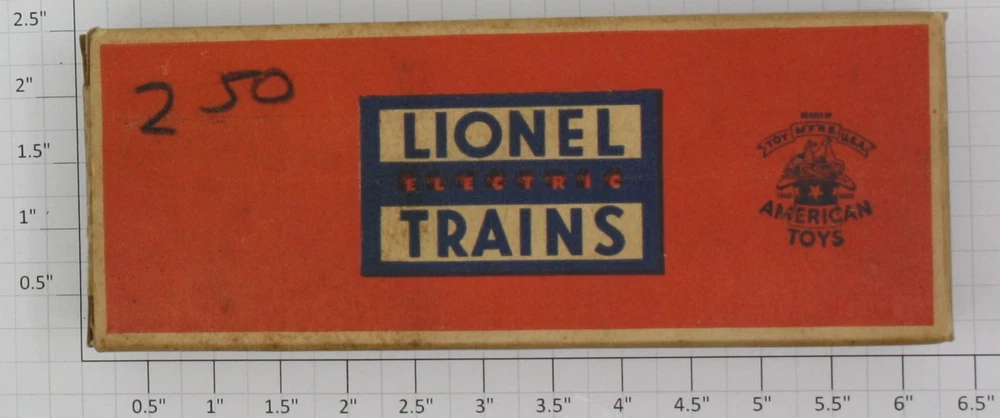 2.5"
2"
1.5"
1"
0.5"
2 50
LIONEL
ELECTRIC
TRAINS
TOY M'F'R'S U.S.A.
AMERICAN
TOYS
0.5" 1" 1.5" 2" 2.5" 3" 3.5" 4" 4.5" 5" 5.5" 6" 6.5"